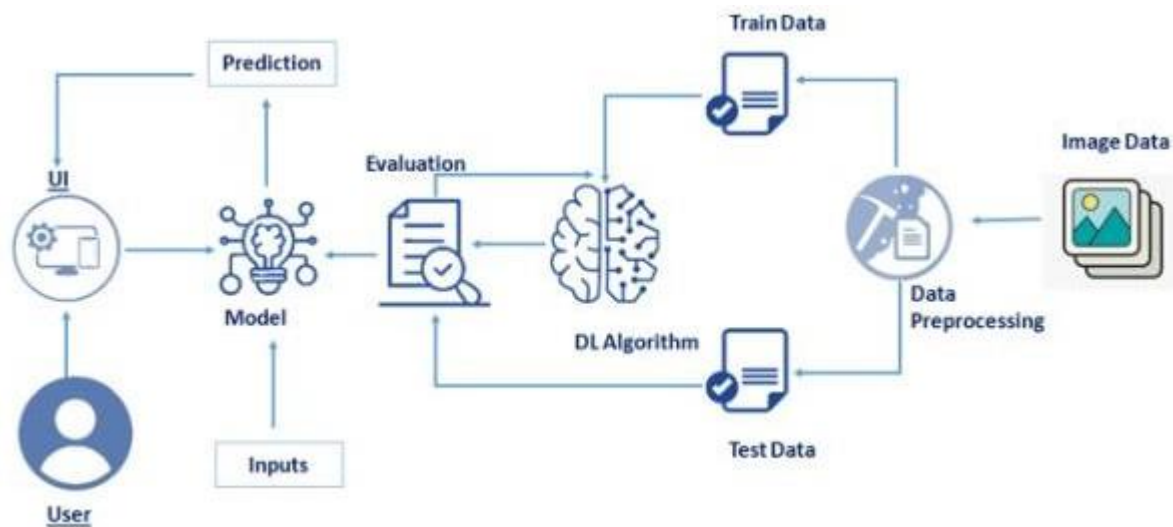 Train Data
Prediction
Image Data
Evaluation
UI
Model
Data
Preprocessing
DL Algorithm
Test Data
Inputs
User